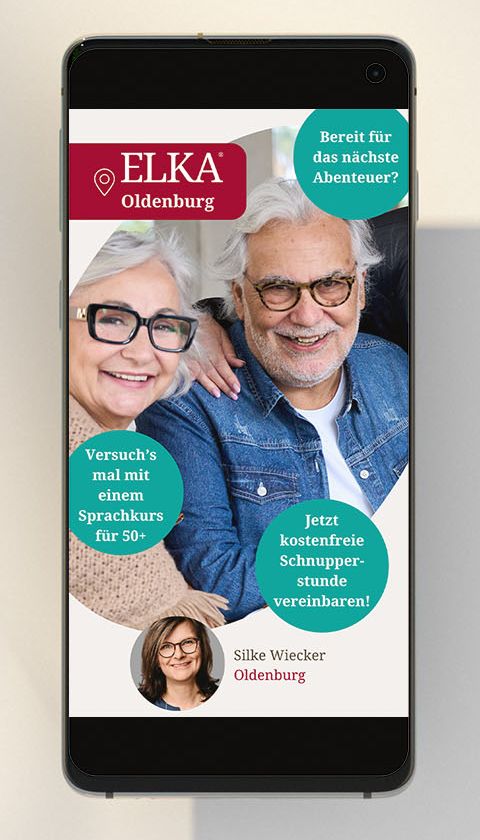 Bereit für
das nächste
Abenteuer?
ELKA®
Oldenburg
Versuch's
mal mit
einem
Sprachkurs
für 50+
Jetzt
kostenfreie
Schnupper-
stunde
vereinbaren!
Silke Wiecker
Oldenburg